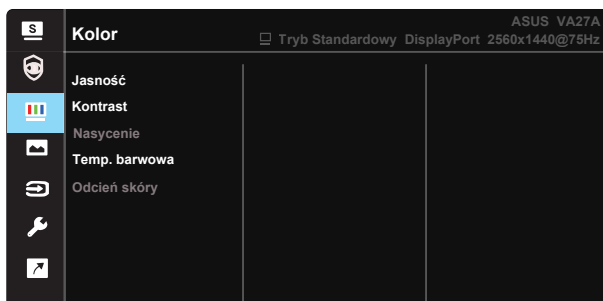 S
ASUS VA27A
Kolor
Tryb Standardowy DisplayPort 2560x1440@75Hz
Jasność
Kontrast
Nasycenie
Temp. barwowa
Odcień skóry